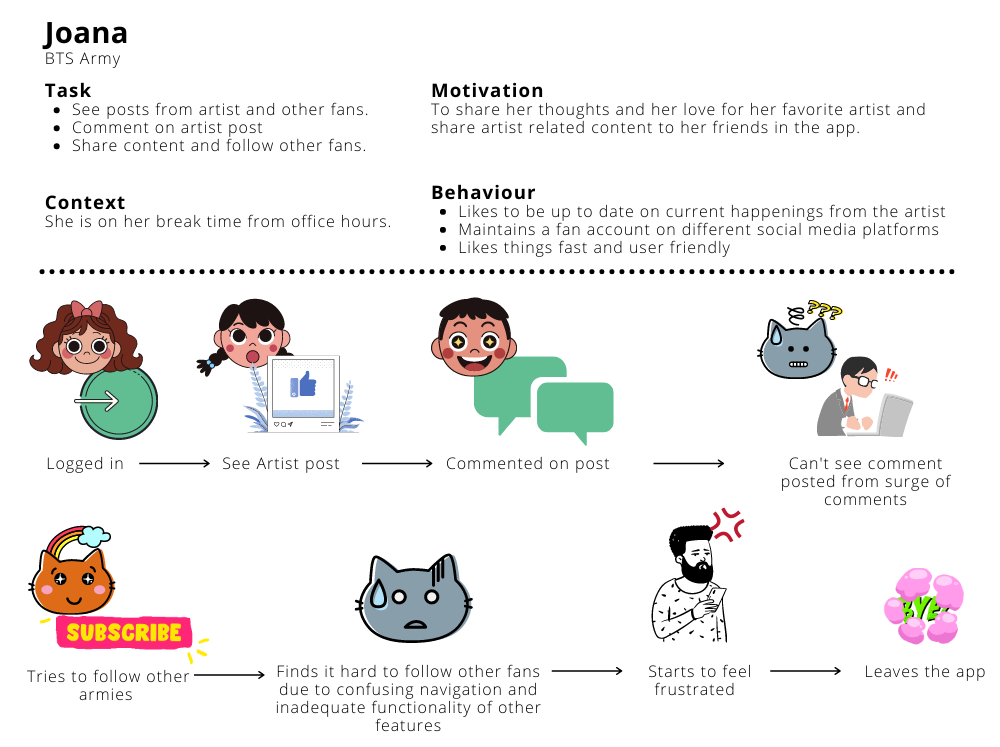 Joana
BTS Army
Task
• See posts from artist and other fans.
• Comment on artist post
• Share content and follow other fans.
Motivation
To share her thoughts and her love for her favorite artist and
share artist related content to her friends in the app.
Context
She is on her break time from office hours.
Behaviour
• Likes to be up to date on current happenings from the artist
• Maintains a fan account on different social media platforms
• Likes things fast and user friendly
???
!!!
Logged in
See Artist post
Commented on post
Can't see comment
posted from surge of
comments
SUBSCRIBE
BYE!
Tries to follow other
armies
Finds it hard to follow other fans
due to confusing navigation and
inadequate functionality of other
features
Starts to feel
frustrated
Leaves the app